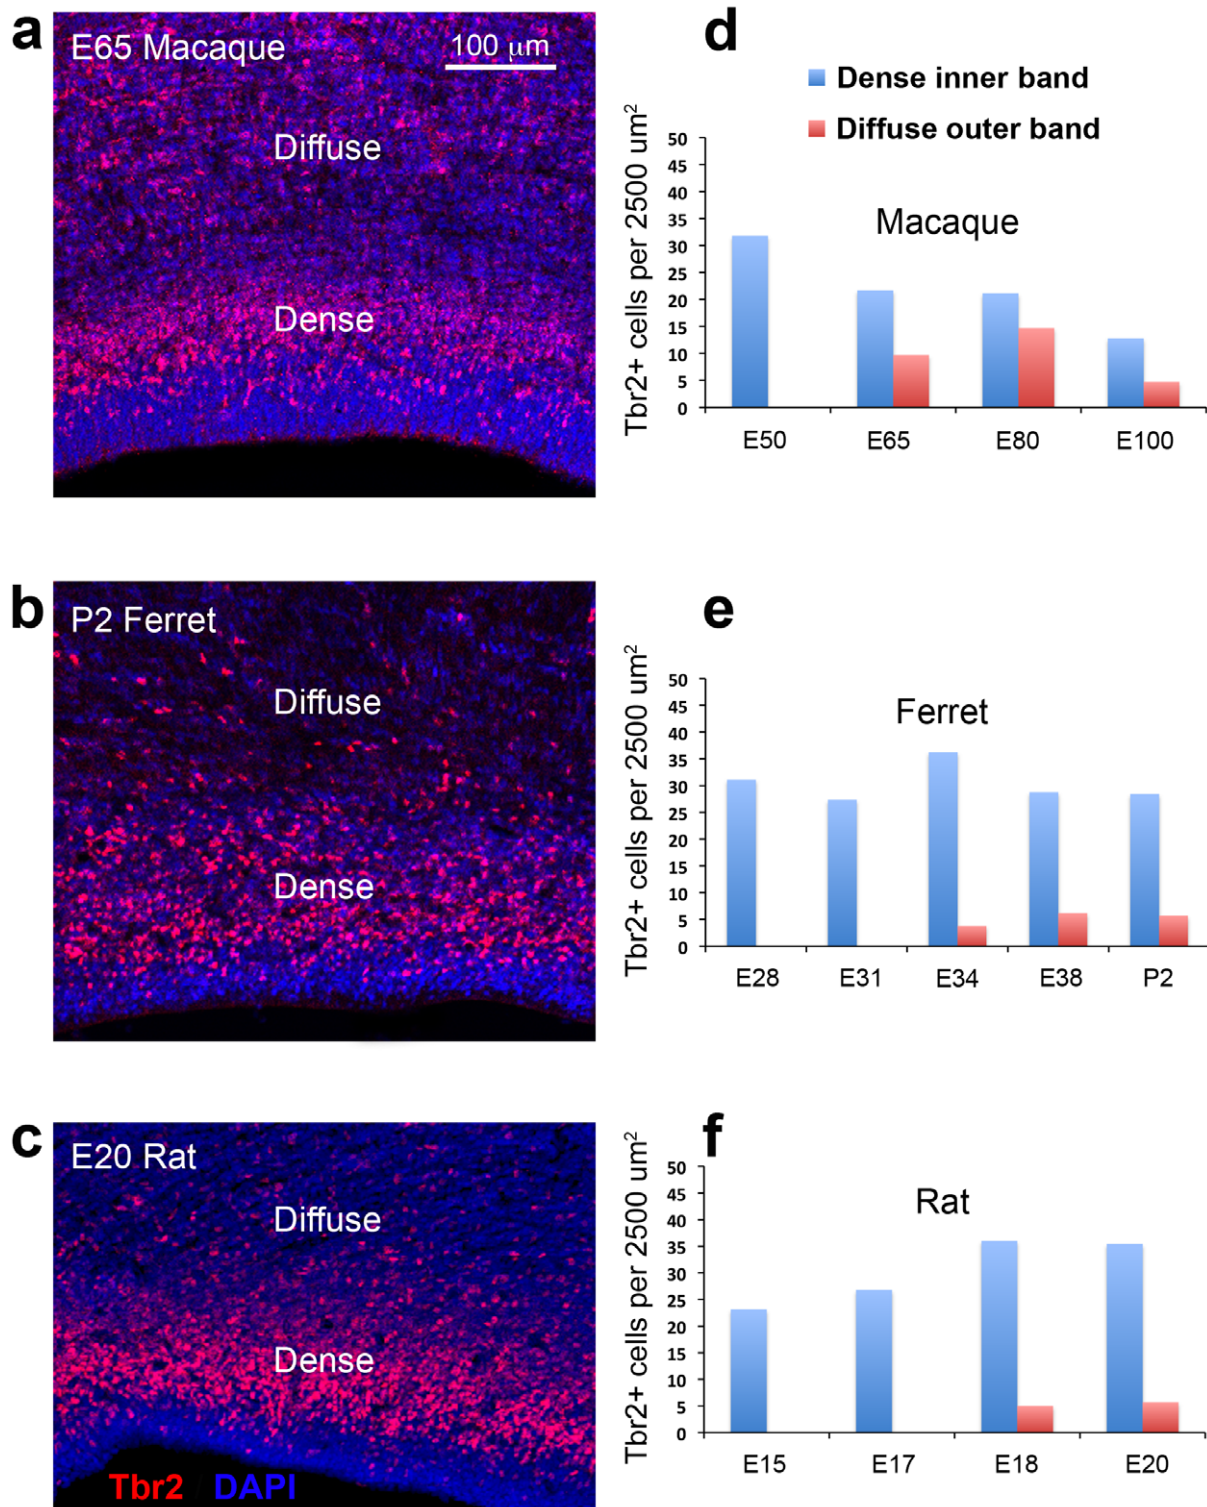 a
E65 Macaque
100 μm
Diffuse
Dense
d
Dense inner band
Diffuse outer band
Tbr2+ cells per 2500 um²
50
45
40
35
30
25
20
15
10
5
0
Macaque
E50 E65 E80 E100
b
P2 Ferret
Diffuse
Dense
e
Tbr2+ cells per 2500 um²
50
45
40
35
30
25
20
15
10
5
0
Ferret
E28 E31 E34 E38 P2
c
E20 Rat
Diffuse
Dense
Tbr2 DAPI
f
Tbr2+ cells per 2500 um²
50
45
40
35
30
25
20
15
10
5
0
Rat
E15 E17 E18 E20